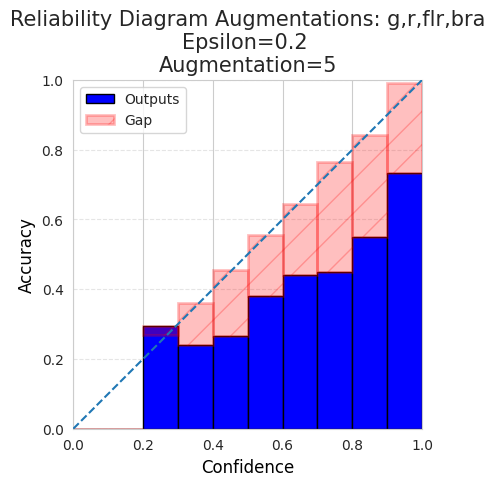 Reliability Diagram Augmentations: g,r,flr,bra
Epsilon=0.2
Augmentation=5
1.0
0.8
0.6
0.4
0.2
0.0
Accuracy
Outputs
Gap
0.0 0.2 0.4 0.6 0.8 1.0
Confidence